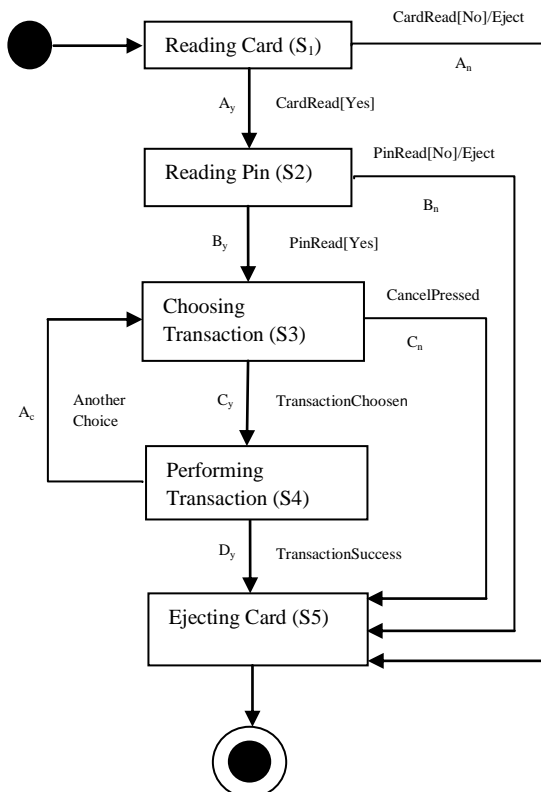 CardRead[No]/Eject
Reading Card (S1)
An
Ay CardRead[Yes]
PinRead[No]/Eject
Reading Pin (S2)
Bn
By PinRead[Yes]
Choosing
Transaction (S3)
CancelPressed
Cn
Ac Another
Choice
Cy TransactionChoosen
Performing
Transaction (S4)
Dy TransactionSuccess
Ejecting Card (S5)